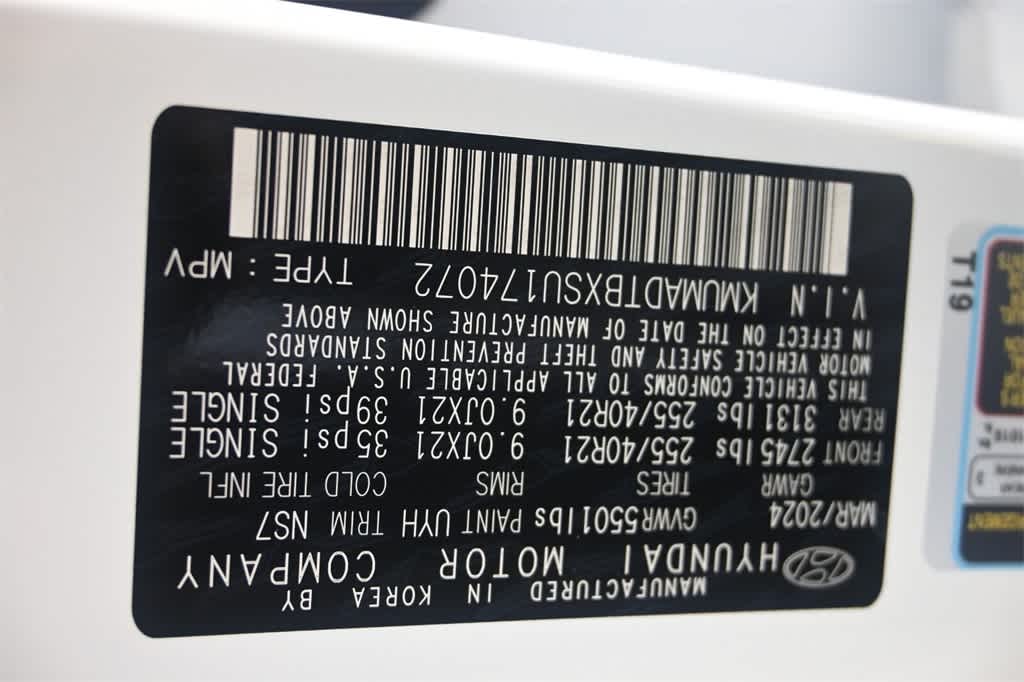 MANUFACTURED IN KOREA BY
HYUNDAI MOTOR COMPANY
MAR/2024 GVWR5501lbs PAINT UYH TRIM NS7
GAWR TIRES RIMS COLD TIRE INFL
FRONT 2745lbs 255/40R21 9.0JX21 35psi SINGLE
REAR 3131lbs 255/40R21 9.0JX21 39psi SINGLE
THIS VEHICLE CONFORMS TO ALL APPLICABLE U.S.A. FEDERAL
MOTOR VEHICLE SAFETY AND THEFT PREVENTION STANDARDS
IN EFFECT ON THE DATE OF MANUFACTURE SHOWN ABOVE
V.I.N KMUMADTBXSU174072 TYPE : MPV
T19